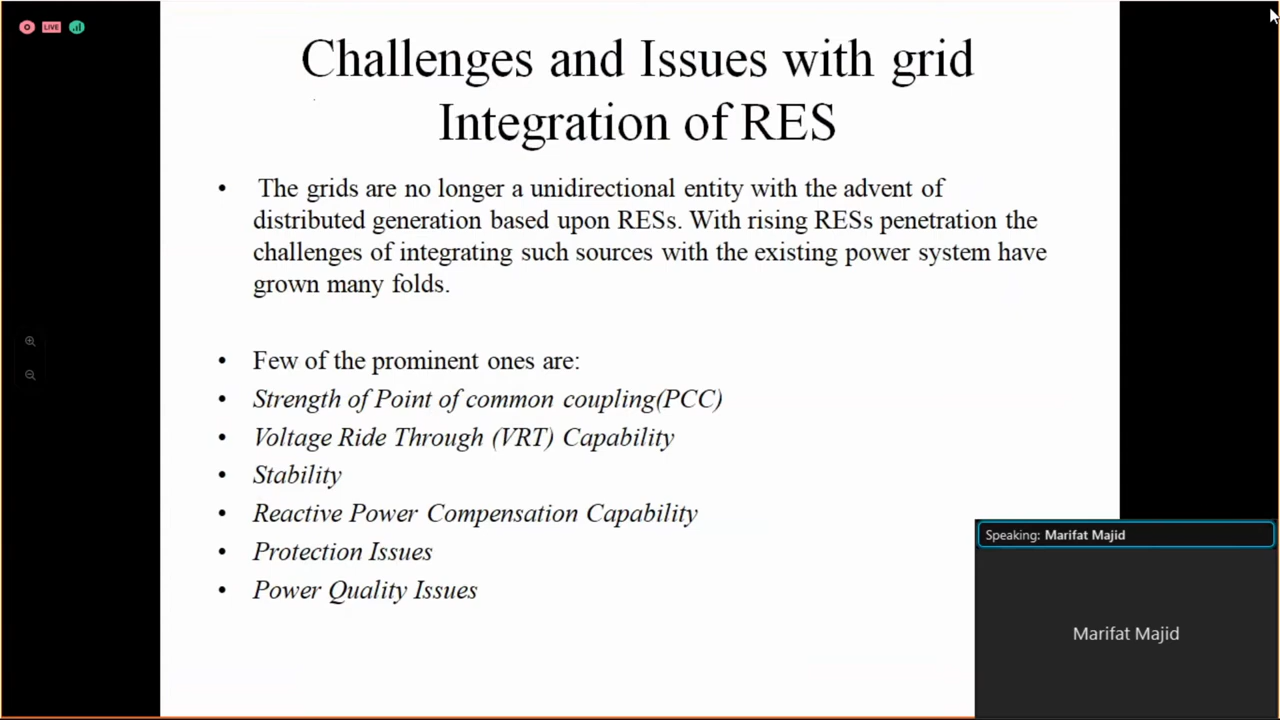 LIVE
Challenges and Issues with grid
Integration of RES
• The grids are no longer a unidirectional entity with the advent of
distributed generation based upon RESs. With rising RESs penetration the
challenges of integrating such sources with the existing power system have
grown many folds.
• Few of the prominent ones are:
• Strength of Point of common coupling(PCC)
• Voltage Ride Through (VRT) Capability
• Stability
• Reactive Power Compensation Capability
• Protection Issues
• Power Quality Issues
Speaking: Marifat Majid
Marifat Majid